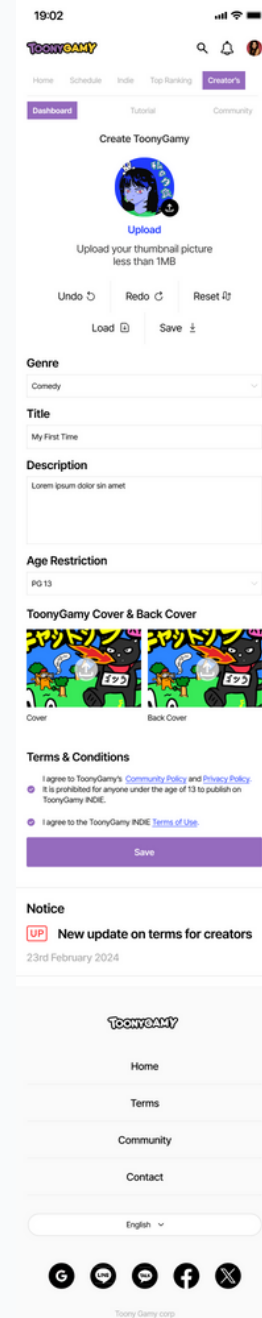 19:02
TOONYGAMY
Home Schedule Indie Top Ranking Creator's
Dashboard Tutorial Community
Create ToonyGamy
Upload
Upload your thumbnail picture
less than 1MB
Undo Redo Reset
Load Save
Genre
Comedy
Title
My First Time
Description
Lorem ipsum dolor sin amet
Age Restriction
PG 13
ToonyGamy Cover & Back Cover
Cover Back Cover
Terms & Conditions
I agree to ToonyGamy's Community Policy and Privacy Policy.
It is prohibited for anyone under the age of 13 to publish on
ToonyGamy INDIE.
I agree to the ToonyGamy INDIE Terms of Use.
Save
Notice
UP New update on terms for creators
23rd February 2024
TOONYGAMY
Home
Terms
Community
Contact
English
G LINE TALK f X
Toony Gamy corp